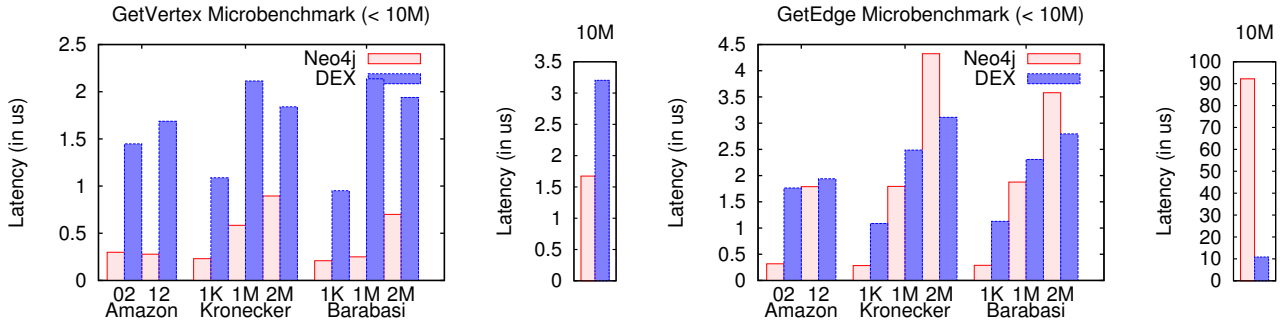 GetVertex Microbenchmark (< 10M)
Latency (in us)
2.5
2
1.5
1
0.5
0
Neo4j
DEX
02 12 1K 1M 2M 1K 1M 2M
Amazon Kronecker Barabasi
10M
Latency (in us)
3.5
3
2.5
2
1.5
1
0.5
0
GetEdge Microbenchmark (< 10M)
Latency (in us)
4.5
4
3.5
3
2.5
2
1.5
1
0.5
0
Neo4j
DEX
02 12 1K 1M 2M 1K 1M 2M
Amazon Kronecker Barabasi
10M
Latency (in us)
100
90
80
70
60
50
40
30
20
10
0